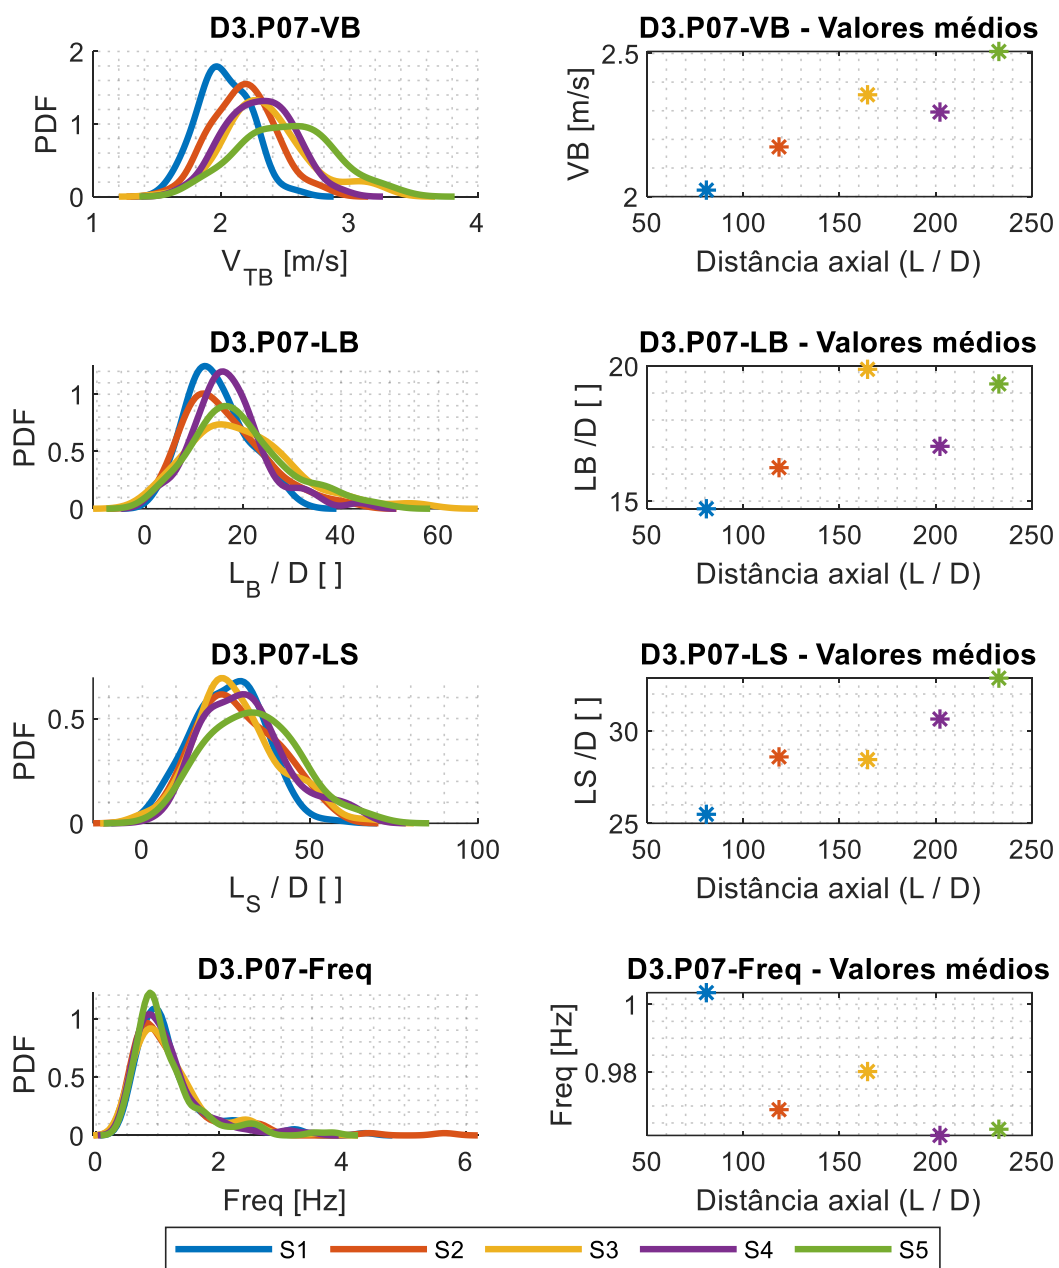 D3.P07-VB
PDF
2
1
0
1
2
3
4
V_TB [m/s]
D3.P07-VB - Valores médios
VB [m/s]
2.5
2
50
100
150
200
250
Distância axial (L / D)
D3.P07-LB
PDF
1
0.5
0
0
20
40
60
L_B / D [ ]
D3.P07-LB - Valores médios
LB /D [ ]
20
15
50
100
150
200
250
Distância axial (L / D)
D3.P07-LS
PDF
0.5
0
0
50
100
L_S / D [ ]
D3.P07-LS - Valores médios
LS /D [ ]
30
25
50
100
150
200
250
Distância axial (L / D)
D3.P07-Freq
PDF
1
0.5
0
0
2
4
6
Freq [Hz]
D3.P07-Freq - Valores médios
Freq [Hz]
1
0.98
50
100
150
200
250
Distância axial (L / D)
S1
S2
S3
S4
S5